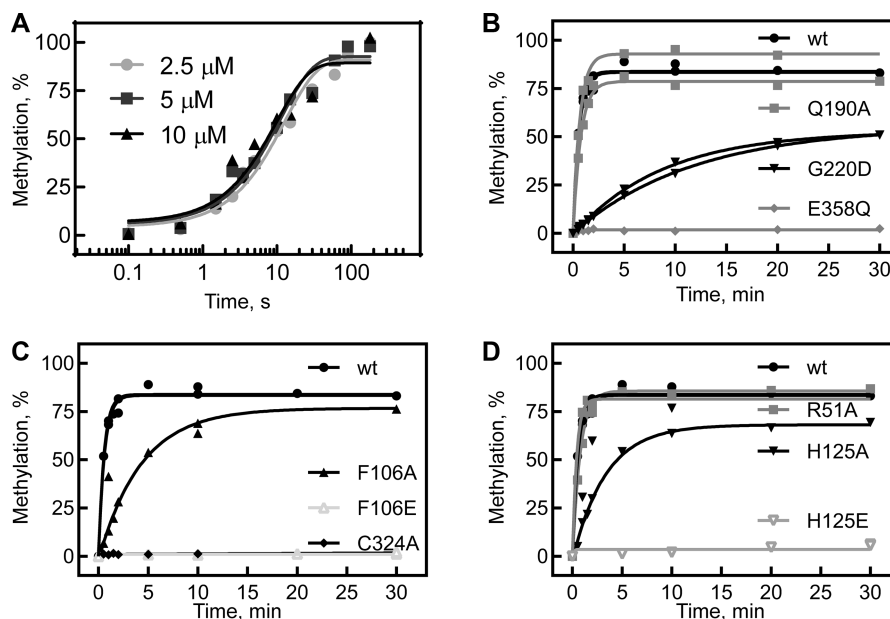 A
Methylation, %
100
75
50
25
0
2.5 μM
5 μM
10 μM
0.1 1 10 100
Time, s
B
Methylation, %
100
75
50
25
0
wt
Q190A
G220D
E358Q
0 5 10 15 20 25 30
Time, min
C
Methylation, %
100
75
50
25
0
wt
F106A
F106E
C324A
0 5 10 15 20 25 30
Time, min
D
Methylation, %
100
75
50
25
0
wt
R51A
H125A
H125E
0 5 10 15 20 25 30
Time, min